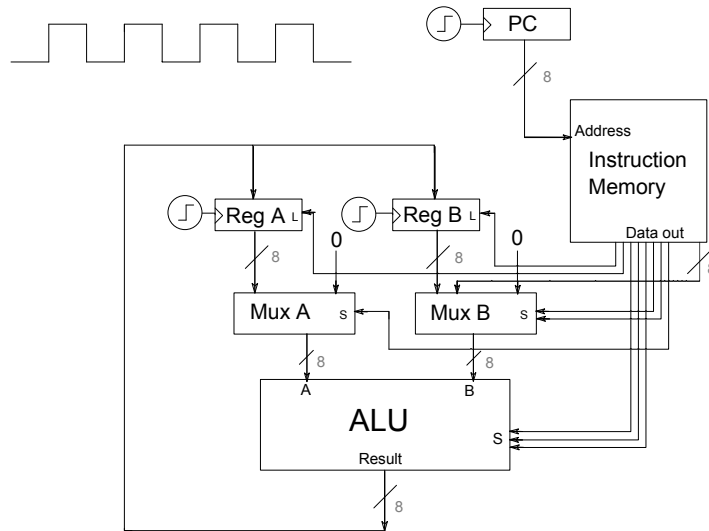 PC
8
Address
Instruction
Memory
Data out
8
Reg A L
Reg B L
8
0
8
0
Mux A S
Mux B S
8
8
A
B
ALU
S
Result
8